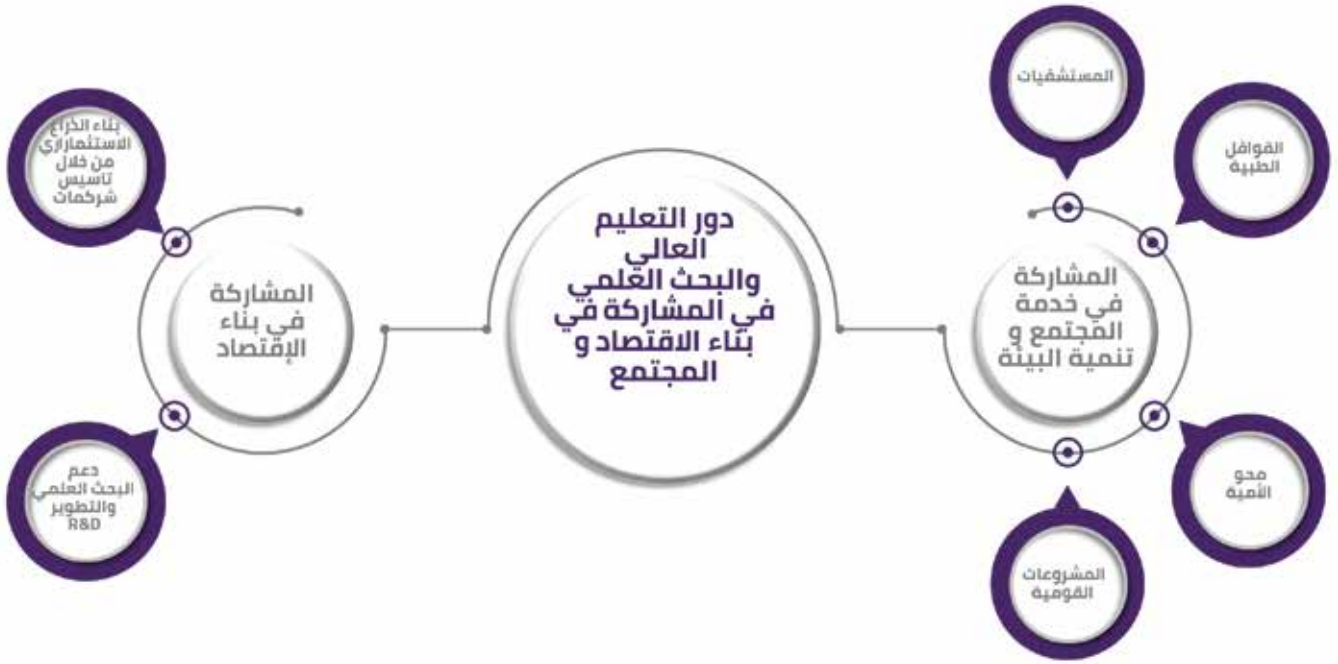 المستشفيات
القوافل
الطبية
المشاركة
في خدمة
المجتمع و
تنمية البيئة
محو
الأمية
المشروعات
القومية
دور التعليم
العالي
والبحث العلمي
في المشاركة في
بناء الاقتصاد و
المجتمع
بناء الذراع
الاستثماراري
من خلال
تاسيس
شركمات
المشاركة
في بناء
الإقتصاد
دعم
البحث العلمي
والتطوير
R&D